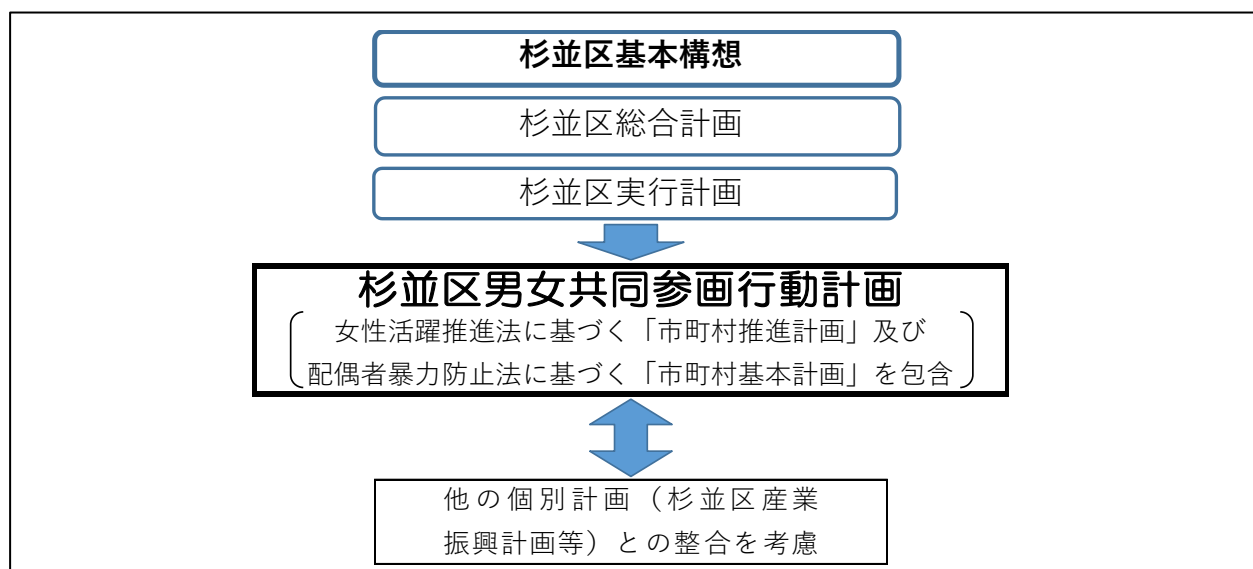 杉並区基本構想
杉並区総合計画
杉並区実行計画
杉並区男女共同参画行動計画
女性活躍推進法に基づく「市町村推進計画」及び
配偶者暴力防止法に基づく「市町村基本計画」を包含
他の個別計画（杉並区産業
振興計画等）との整合を考慮